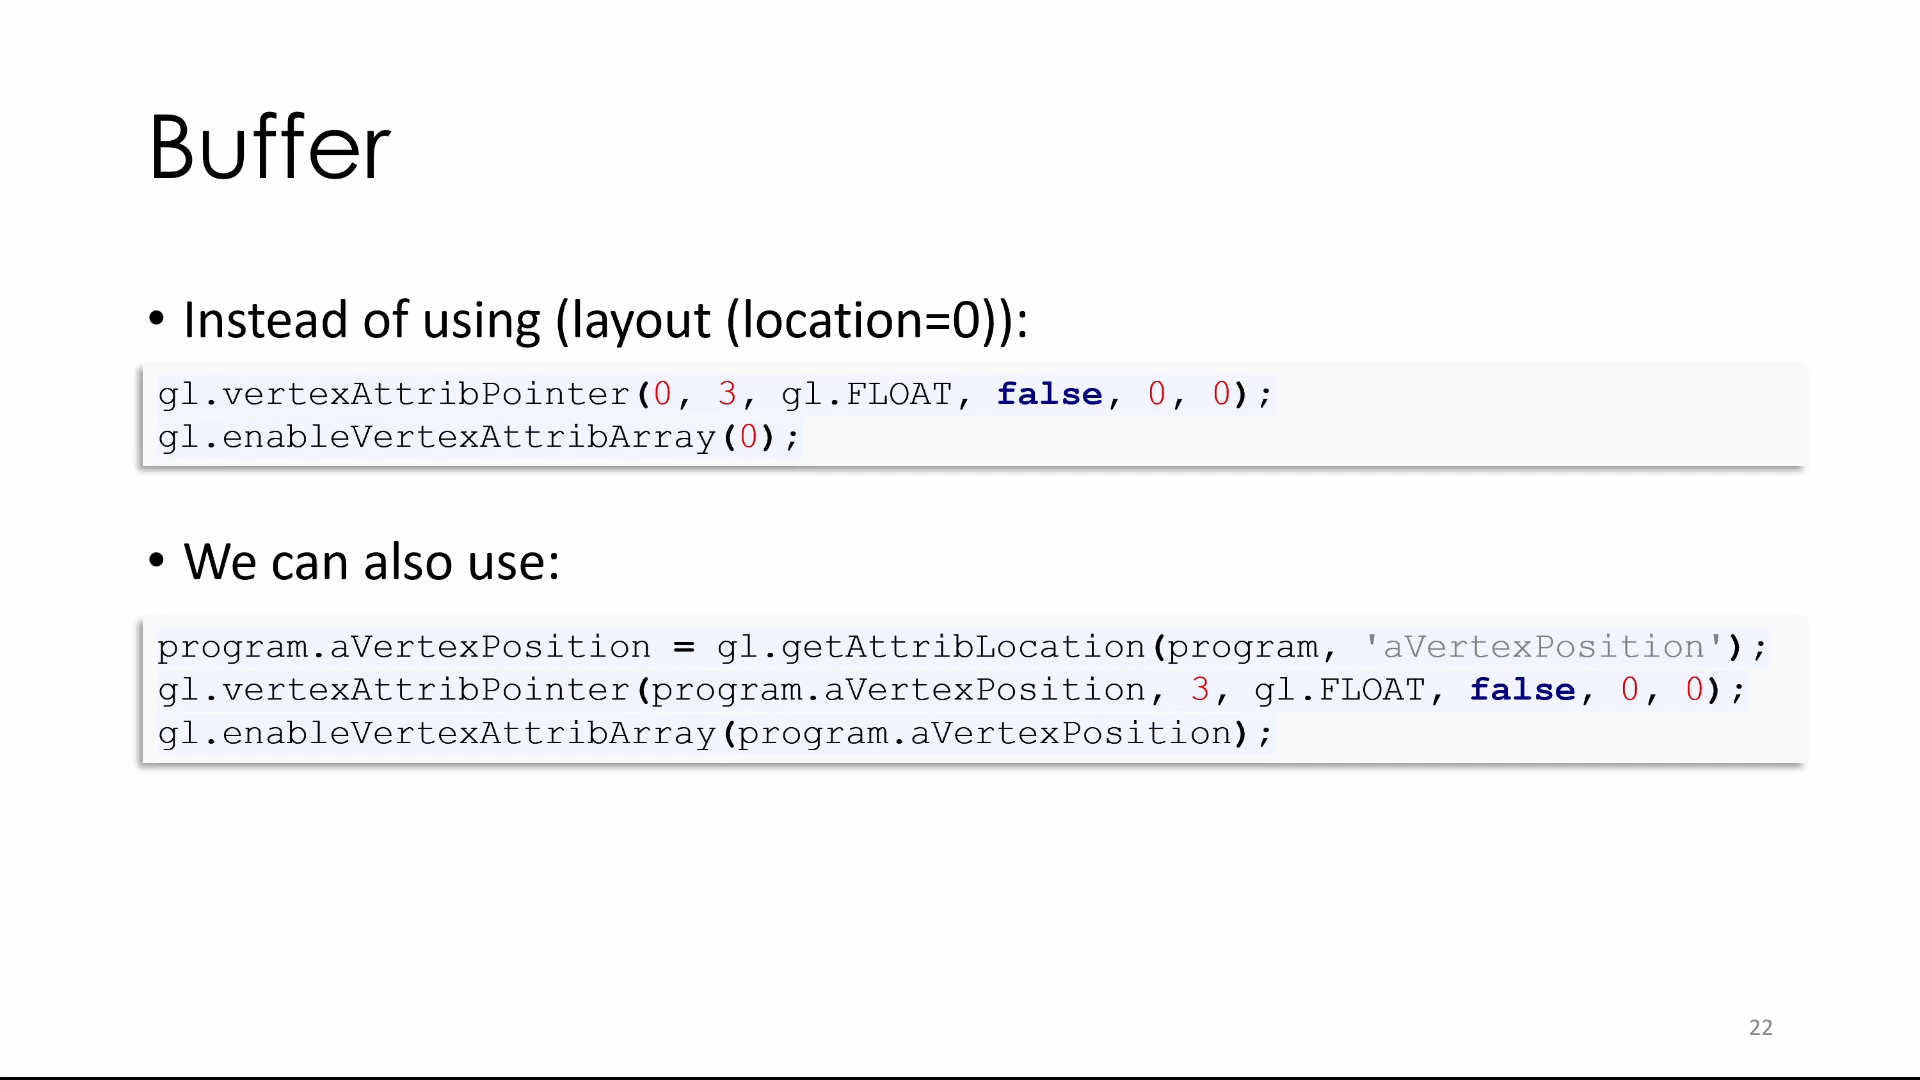 Buffer
• Instead of using (layout (location=0)):
gl.vertexAttribPointer(0, 3, gl.FLOAT, false, 0, 0);
gl.enableVertexAttribArray(0);
• We can also use:
program.aVertexPosition = gl.getAttribLocation(program, 'aVertexPosition');
gl.vertexAttribPointer(program.aVertexPosition, 3, gl.FLOAT, false, 0, 0);
gl.enableVertexAttribArray(program.aVertexPosition);
22